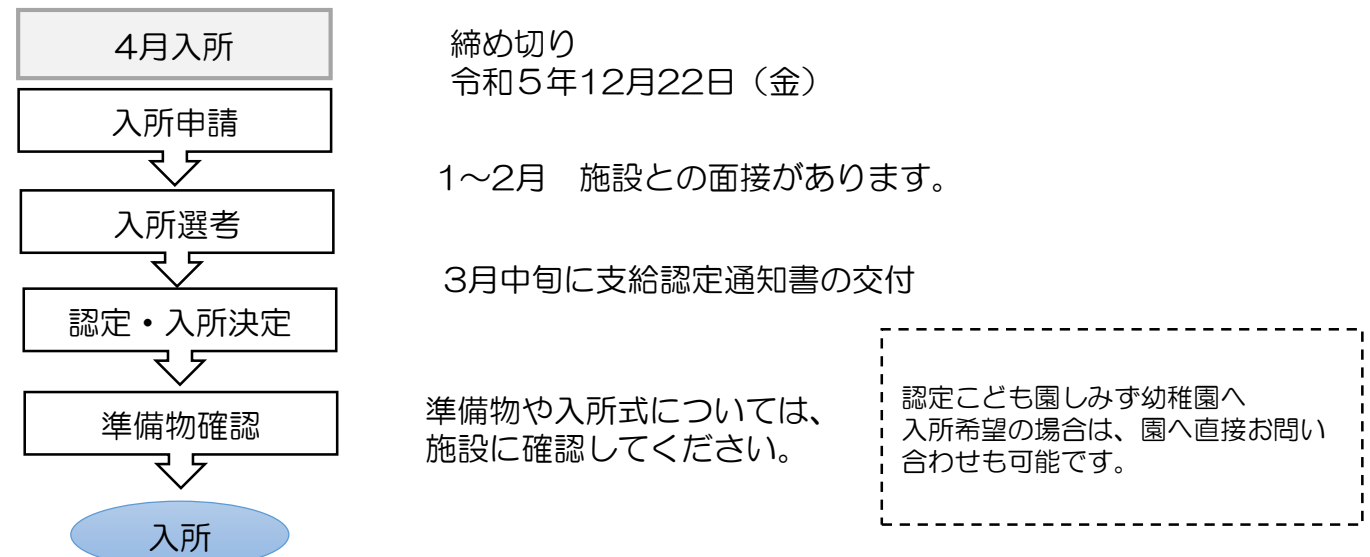 4月入所
締め切り
令和5年12月22日（金）
入所申請
1～2月　施設との面接があります。
入所選考
3月中旬に支給認定通知書の交付
認定・入所決定
準備物や入所式については、
施設に確認してください。
準備物確認
認定こども園しみず幼稚園へ
入所希望の場合は、園へ直接お問い
合わせも可能です。
入所